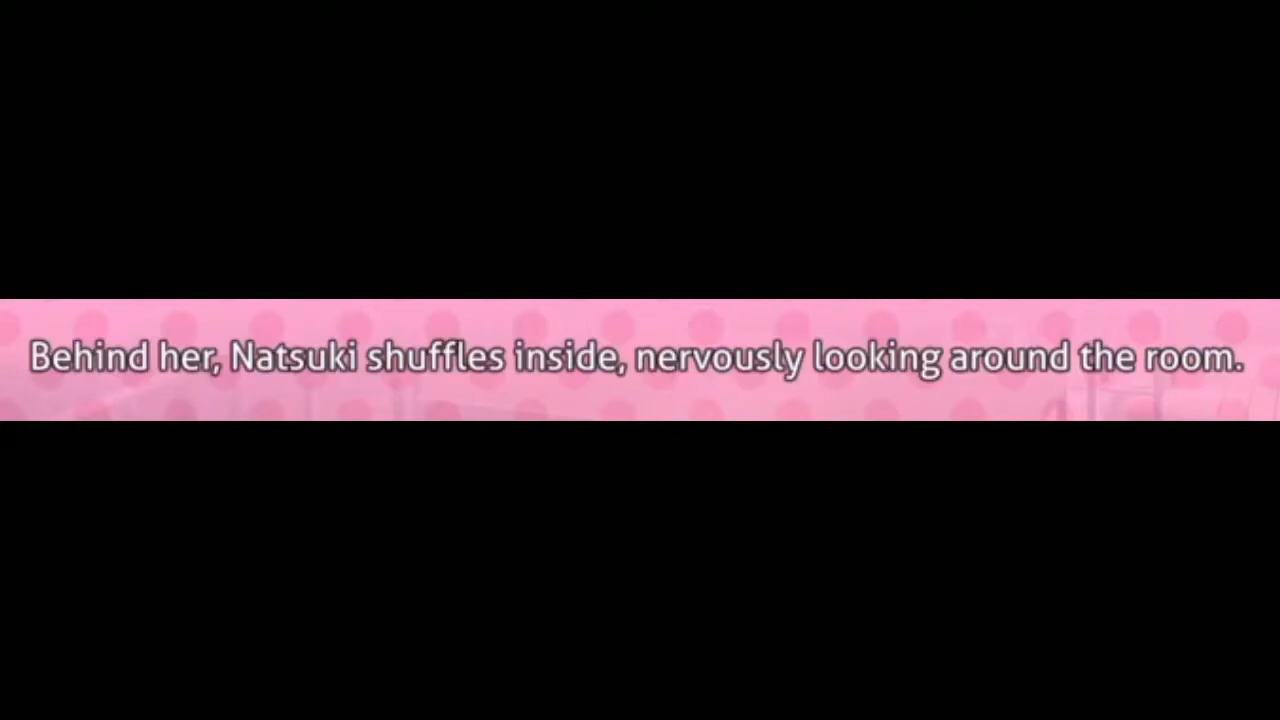 Behind her, Natsuki shuffles inside, nervously looking around the room.